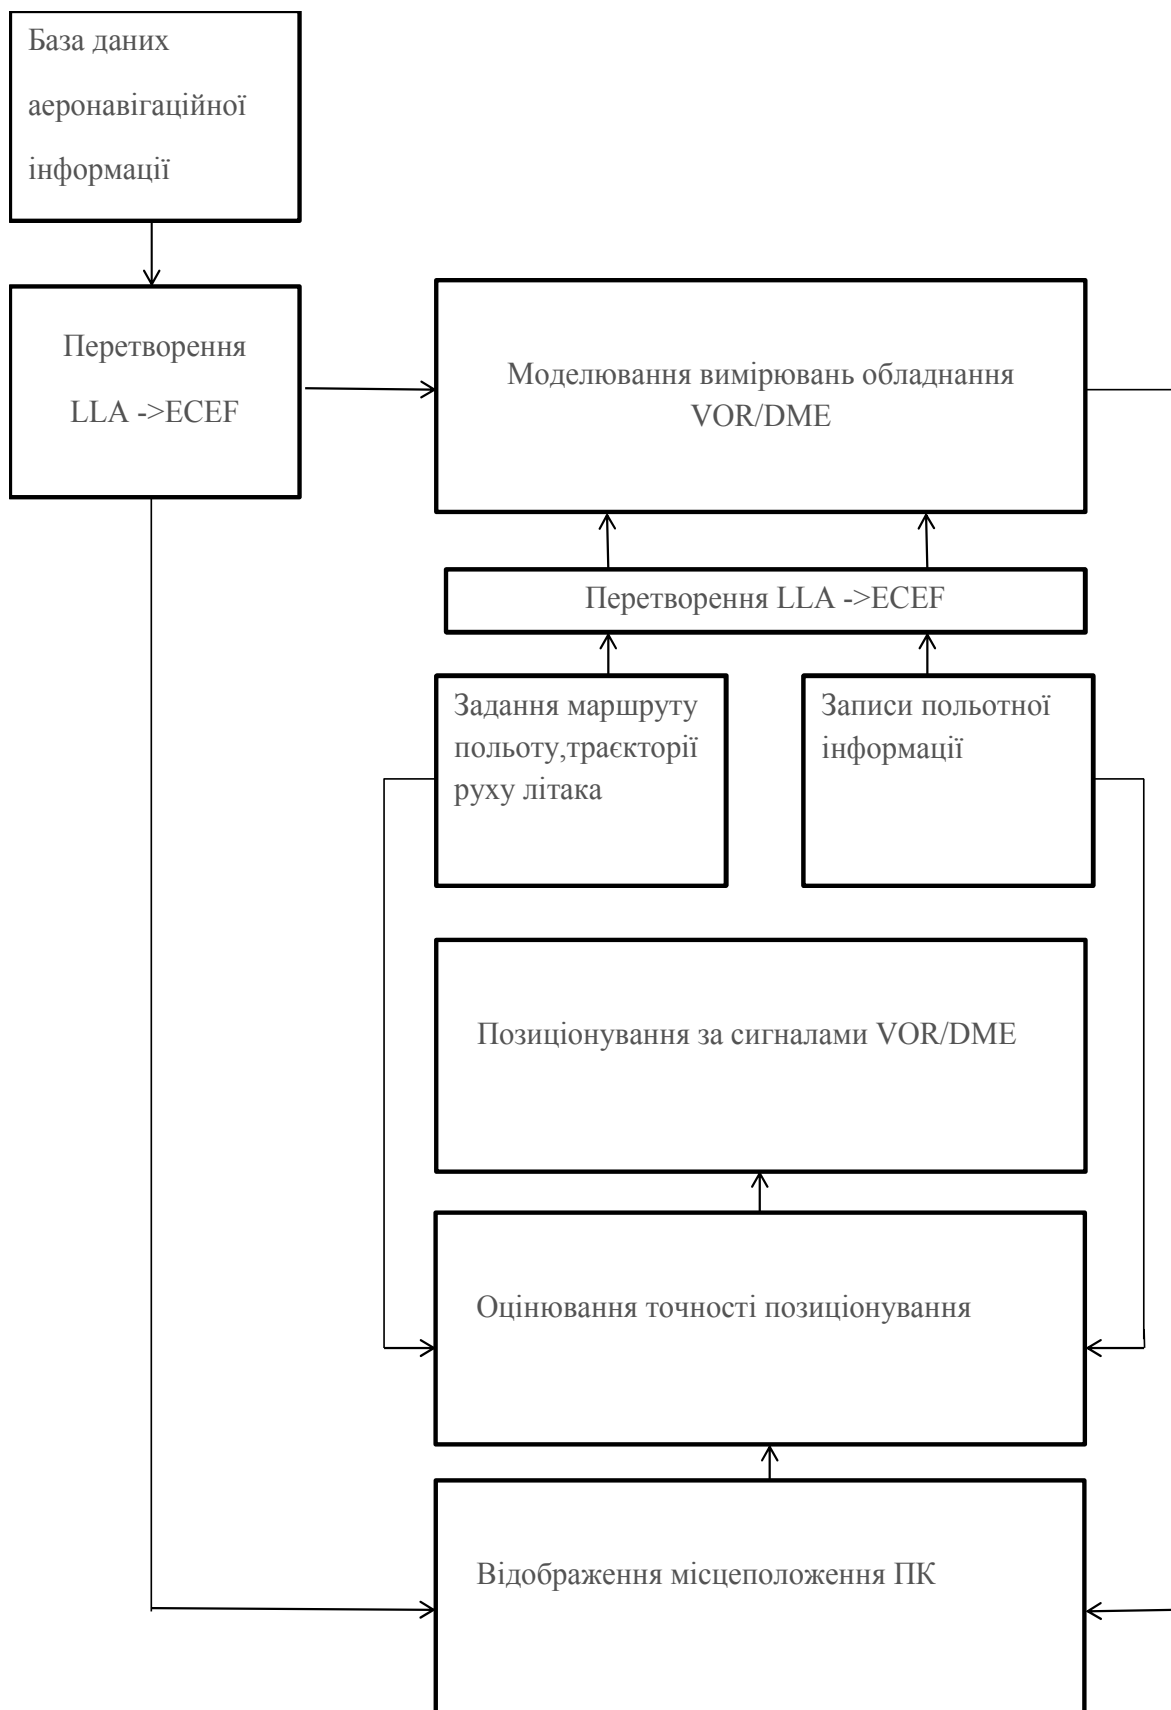 База даних
аеронавігаційної
інформації
Перетворення
LLA ->ECEF
Моделювання вимірювань обладнання
VOR/DME
Перетворення LLA ->ECEF
Задання маршруту
польоту,траєкторії
руху літака
Записи польотної
інформації
Позиціонування за сигналами VOR/DME
Оцінювання точності позиціонування
Відображення місцеположення ПК